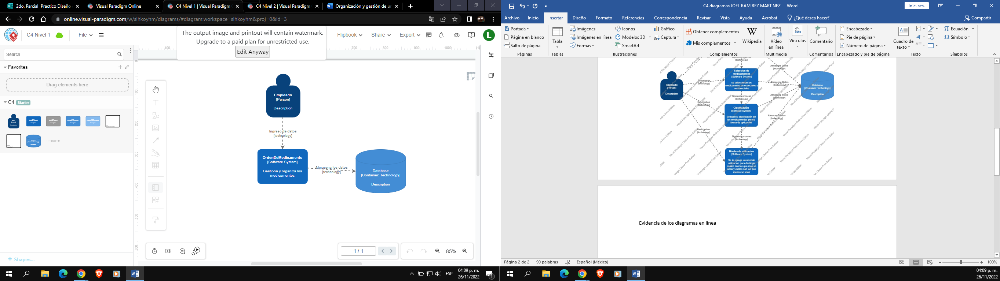 2do. Parcial Practico Diseño
Visual Paradigm Online
C4 Nivel 1 | Visual Paradigm
C4 Nivel 2 | Visual Paradigm
Organización y gestión de un
online.visual-paradigm.com/w/sihkoyhm/diagrams/#diagram:workspace=sihkoyhm&proj=0&id=3
C4 Nivel 1
File
The output image and printout will contain watermark.
Upgrade to a paid plan for unrestricted use.
Edit Anyway
Flipbook
Share
Export
L
Search
Favorites
Drag elements here
C4 Starter
+ Shapes...
100
700
800
900
1000
100
200
300
400
500
600
Empleado
[Person]
Description
Ingreso de datos
[technology]
OrdenDeMedicamento
[Software System]
Gestiona y organiza los
medicamentos
Almacena los datos
[technology]
Database
[Container: Technology]
Description
1 / 1
85%
ESP
04:09 p. m.
26/11/2022
1
C4 diagramas JOEL RAMIREZ MARTINEZ - Word
Inic. ses.
Archivo
Inicio
Insertar
Diseño
Formato
Referencias
Correspondencia
Revisar
Vista
Ayuda
Acrobat
¿Qué desea hacer?
Compartir
Portada
Página en blanco
Salto de página
Páginas
Tabla
Tablas
Imágenes
Imágenes en línea
Formas
Iconos
Modelos 3D
SmartArt
Gráfico
Captura
Ilustraciones
Obtener complementos
Mis complementos
Wikipedia
Complementos
Vídeo
en línea
Multimedia
Vínculos
Comentario
Comentarios
Encabezado
Pie de página
Número de página
Encabezado y pie de página
Cuadro de
texto
Texto
Ecuación
Símbolo
Símbolos
Empleado
[Person]
Description
Description
[technology]
Description
[technology]
Description
[technology]
Seleccion de
medicamentos
[Software System]
se seleccionan los
medicamntos on esenciales y
no esenciales
Siguiente proceso
[technology]
Clasificación
[Software System]
Se hace la clasificación de
los medicamentos por su
forma de aplicación
Siguiente proceso
[technology]
Niveles de utilizacion
[Software System]
Se le agrega un nivel de
utilizacion para destingir
cuales son los que mas se
usan y cuales son los que
menos se usan
Almacena Datos
[technology]
Almacena Datos
[technology]
Almacena Datos
[technology]
Almacena Datos
[technology]
Database
[Container: Technology]
Description
Visual Paradigm Online Free Edition
Evidencia de los diagramas en línea
Página 2 de 2
90 palabras
Español (México)
100%
04:09 p. m.
26/11/2022